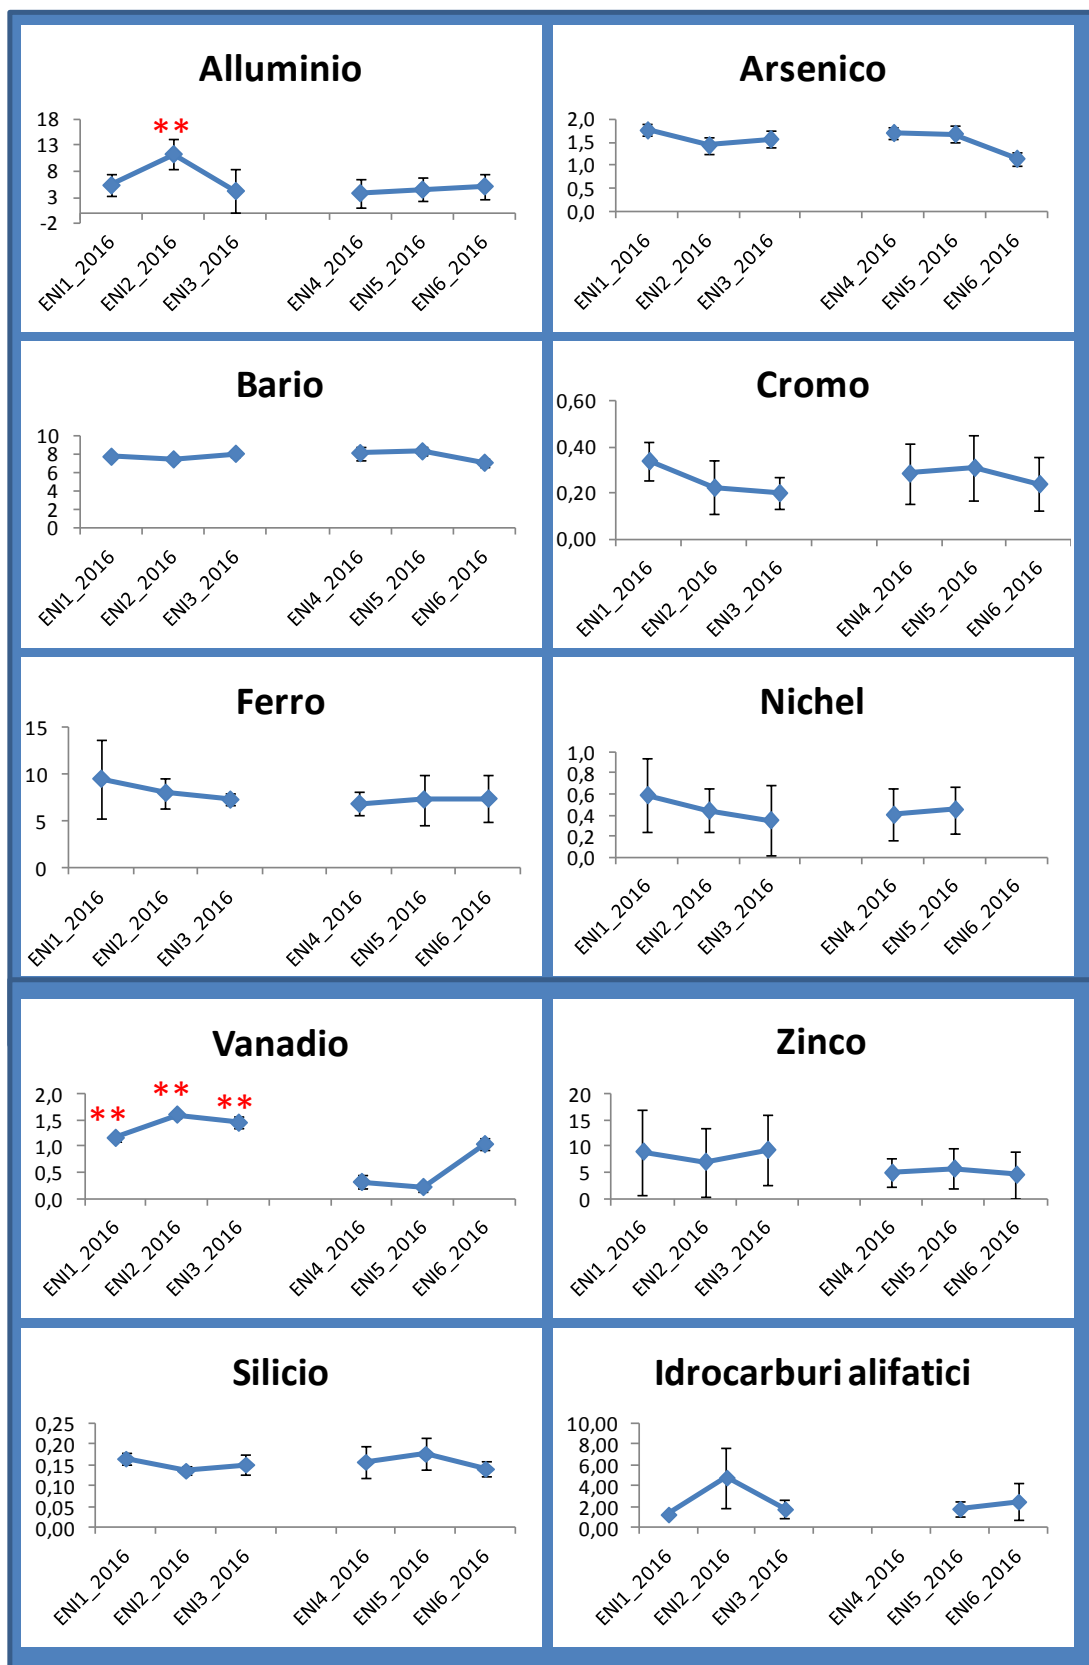 Alluminio
18
13
8
3
-2
**
ENI1_2016
ENI2_2016
ENI3_2016
ENI4_2016
ENI5_2016
ENI6_2016
Arsenico
2,0
1,5
1,0
0,5
0,0
ENI1_2016
ENI2_2016
ENI3_2016
ENI4_2016
ENI5_2016
ENI6_2016
Bario
10
8
6
4
2
0
ENI1_2016
ENI2_2016
ENI3_2016
ENI4_2016
ENI5_2016
ENI6_2016
Cromo
0,60
0,40
0,20
0,00
ENI1_2016
ENI2_2016
ENI3_2016
ENI4_2016
ENI5_2016
ENI6_2016
Ferro
15
10
5
0
ENI1_2016
ENI2_2016
ENI3_2016
ENI4_2016
ENI5_2016
ENI6_2016
Nichel
1,0
0,8
0,6
0,4
0,2
0,0
ENI1_2016
ENI2_2016
ENI3_2016
ENI4_2016
ENI5_2016
ENI6_2016
Vanadio
2,0
1,5
1,0
0,5
0,0
**
**
**
ENI1_2016
ENI2_2016
ENI3_2016
ENI4_2016
ENI5_2016
ENI6_2016
Zinco
20
15
10
5
0
ENI1_2016
ENI2_2016
ENI3_2016
ENI4_2016
ENI5_2016
ENI6_2016
Silicio
0,25
0,20
0,15
0,10
0,05
0,00
ENI1_2016
ENI2_2016
ENI3_2016
ENI4_2016
ENI5_2016
ENI6_2016
Idrocarburi alifatici
10,00
8,00
6,00
4,00
2,00
0,00
ENI1_2016
ENI2_2016
ENI3_2016
ENI4_2016
ENI5_2016
ENI6_2016